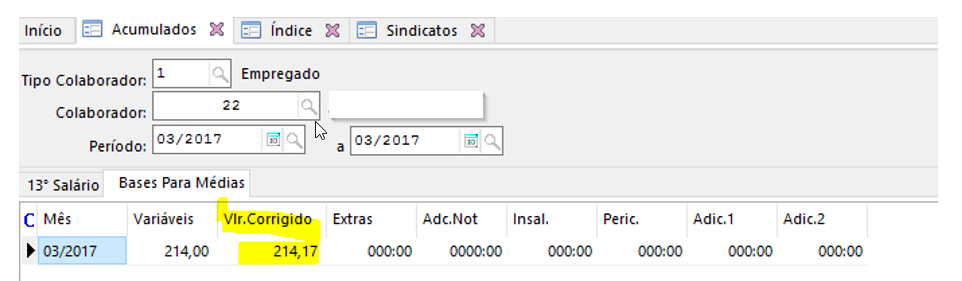 Início Acumulados Índice Sindicatos
Tipo Colaborador: 1 Empregado
Colaborador: 22
Período: 03/2017 a 03/2017
13° Salário Bases Para Médias
C Mês Variáveis Vlr.Corrigido Extras Adc.Not Insal. Peric. Adic.1 Adic.2
03/2017 214,00 214,17 000:00 0000:00 000:00 000:00 000:00 000:00